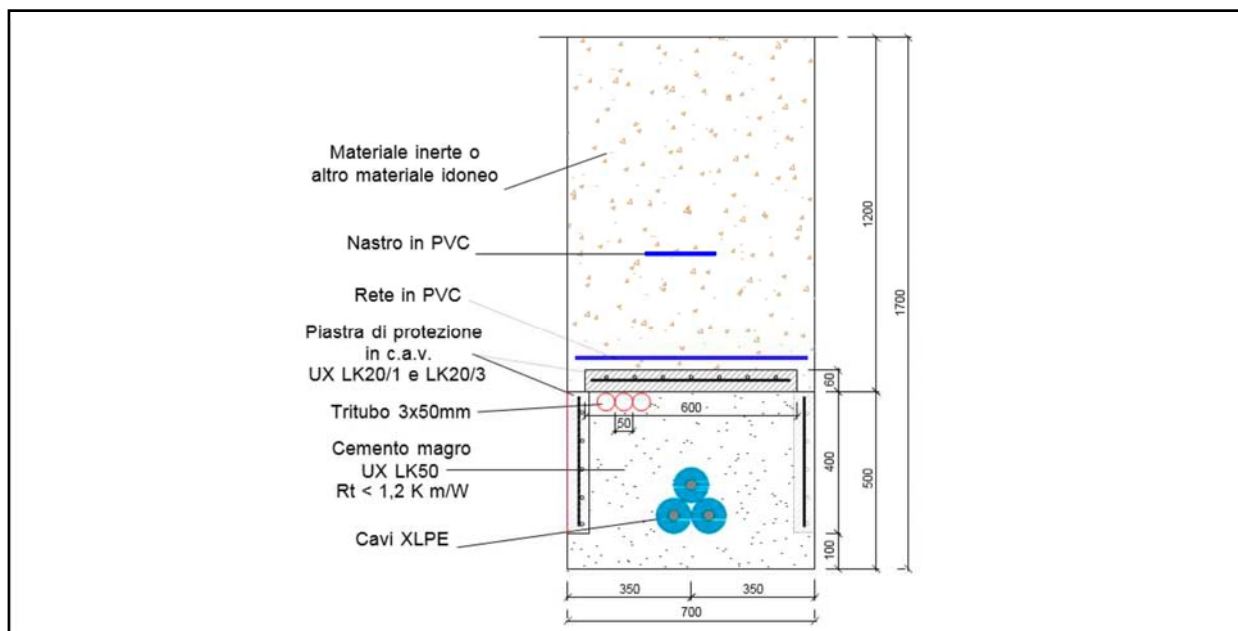 Materiale inerte o
altro materiale idoneo
Nastro in PVC
Rete in PVC
Piastra di protezione
in c.a.v.
UX LK20/1 e LK20/3
Tritubo 3x50mm
Cemento magro
UX LK50
Rt < 1,2 K m/W
Cavi XLPE
1200
1700
60
600
50
400
500
100
350
350
700